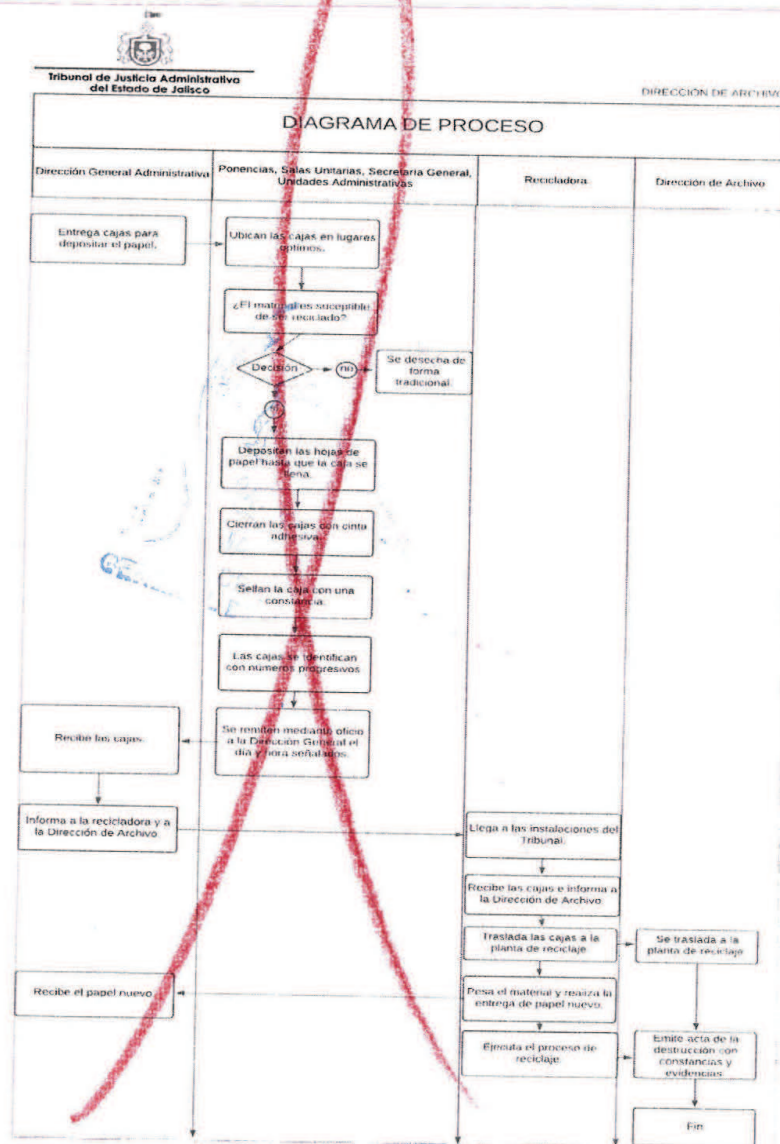 Tribunal de Justicia Administrativa
del Estado de Jalisco
DIRECCIÓN DE ARCHIVO
DIAGRAMA DE PROCESO
Dirección General Administrativa
Ponencias, Salas Unitarias, Secretaria General,
Unidades Administrativas
Recicladora
Dirección de Archivo
Entrega cajas para
depositar el papel.
Ubican las cajas en lugares
optimos.
¿El material es suceptible
de ser reciclado?
Decisión
no
Se desecha de
forma
tradicional.
si
Depositan las hojas de
papel hasta que la caja se
llena.
Cierran las cajas con cinta
adhesiva.
Sellan la caja con una
constancia.
Las cajas se identifican
con números progresivos
Se remiten mediante oficio
a la Dirección General el
día y hora señalados.
Recibe las cajas.
Informa a la recicladora y a
la Dirección de Archivo
Llega a las instalaciones del
Tribunal.
Recibe las cajas e informa a
la Dirección de Archivo
Traslada las cajas a la
planta de reciclaje
Se traslada a la
planta de reciclaje
Pesa el material y realiza la
entrega de papel nuevo.
Recibe el papel nuevo
Ejecuta el proceso de
reciclaje.
Emite acta de la
destrucción con
constancias y
evidencias.
Fin